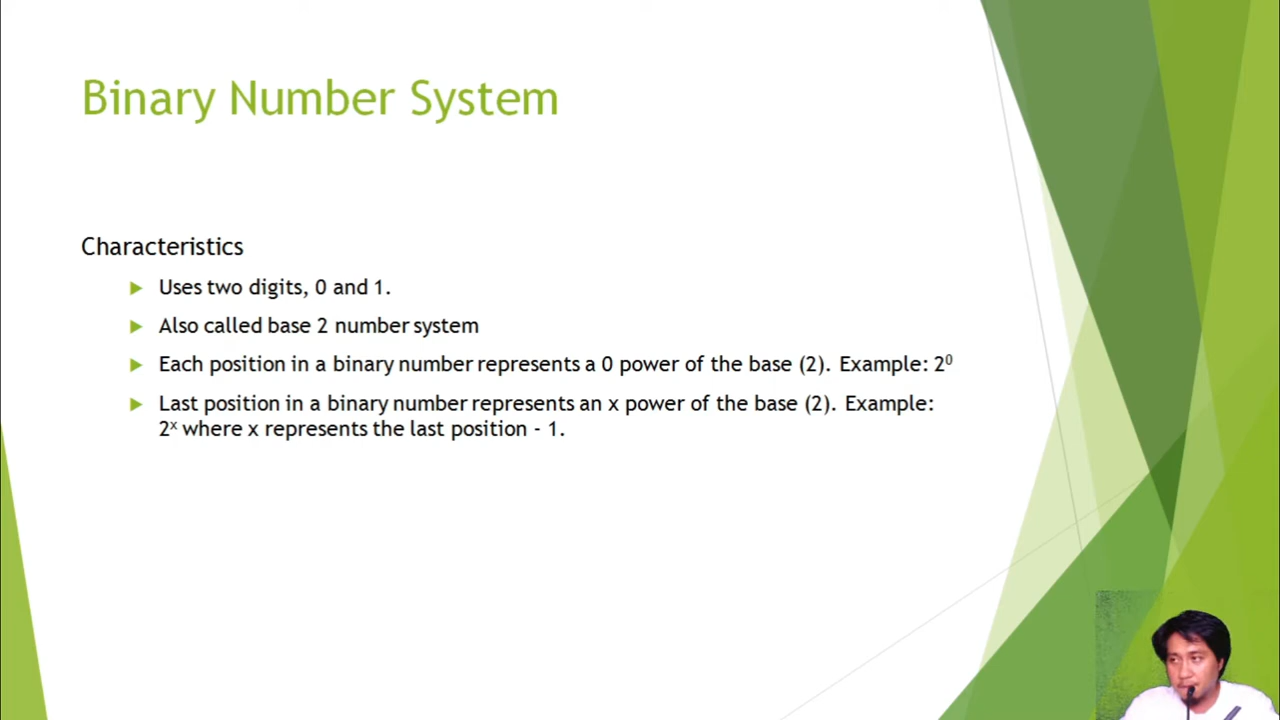 Binary Number System
Characteristics
Uses two digits, 0 and 1.
Also called base 2 number system
Each position in a binary number represents a 0 power of the base (2). Example: 2⁰
Last position in a binary number represents an x power of the base (2). Example:
2ˣ where x represents the last position - 1.